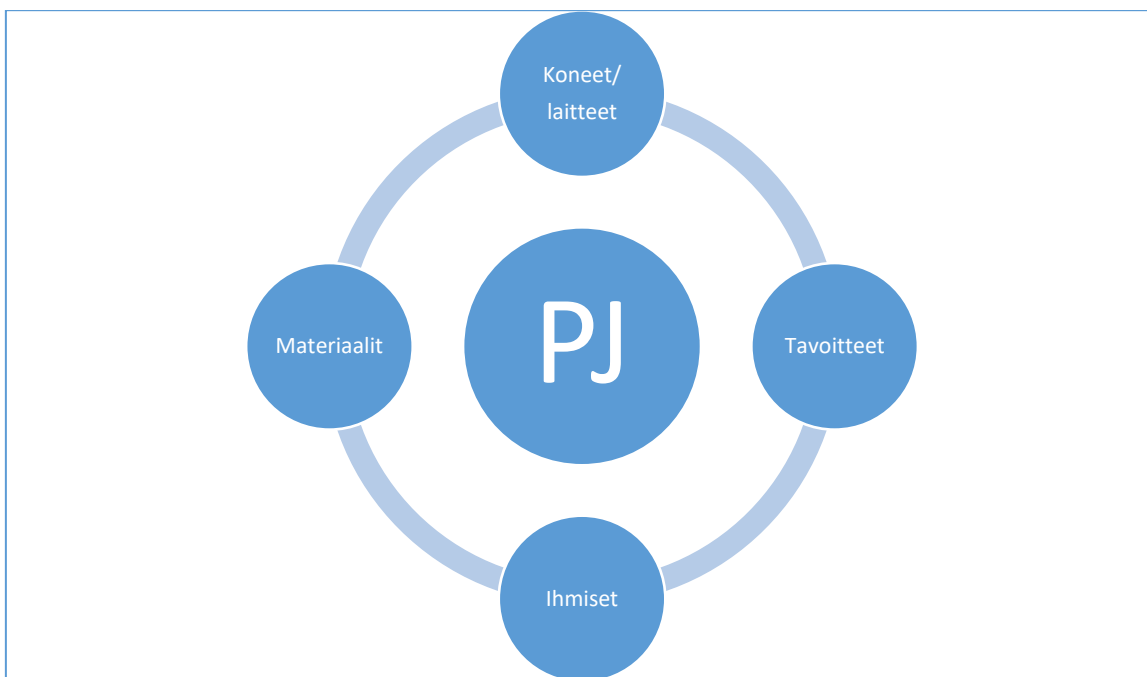 Koneet/
laitteet
Materiaalit
PJ
Tavoitteet
Ihmiset